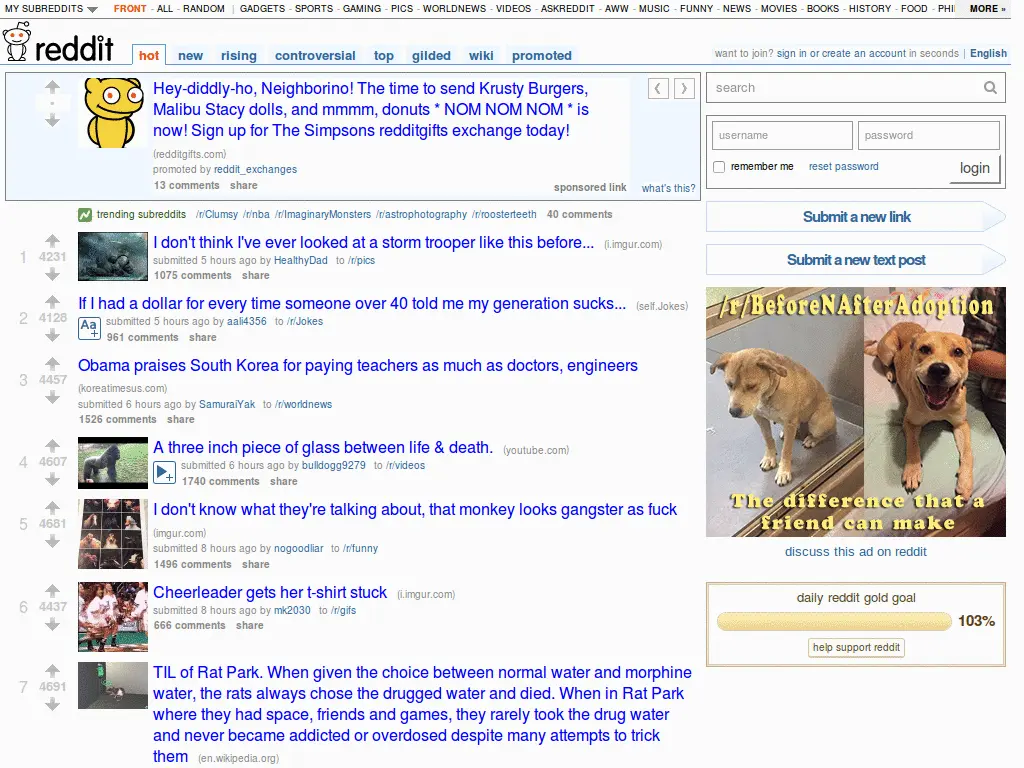 MY SUBREDDITS FRONT - ALL - RANDOM | GADGETS - SPORTS - GAMING - PICS - WORLDNEWS - VIDEOS - ASKREDDIT - AWW - MUSIC - FUNNY - NEWS - MOVIES - BOOKS - HISTORY - FOOD - PHI MORE »
reddit hot new rising controversial top gilded wiki promoted
want to join? sign in or create an account in seconds | English
Hey-diddly-ho, Neighborino! The time to send Krusty Burgers,
Malibu Stacy dolls, and mmmm, donuts * NOM NOM NOM * is
now! Sign up for The Simpsons redditgifts exchange today!
(redditgifts.com)
promoted by reddit_exchanges
13 comments share
sponsored link what's this?
trending subreddits /r/Clumsy /r/nba /r/ImaginaryMonsters /r/astrophotography /r/roosterteeth 40 comments
1 4231 I don't think I've ever looked at a storm trooper like this before... (i.imgur.com)
submitted 5 hours ago by HealthyDad to /r/pics
1075 comments share
2 4128 If I had a dollar for every time someone over 40 told me my generation sucks... (self.Jokes)
Aa+ submitted 5 hours ago by aali4356 to /r/Jokes
961 comments share
3 4457 Obama praises South Korea for paying teachers as much as doctors, engineers
(koreatimesus.com)
submitted 6 hours ago by SamuraiYak to /r/worldnews
1526 comments share
4 4607 A three inch piece of glass between life & death. (youtube.com)
submitted 6 hours ago by bulldogg9279 to /r/videos
1740 comments share
5 4681 I don't know what they're talking about, that monkey looks gangster as fuck
(imgur.com)
submitted 8 hours ago by nogoodliar to /r/funny
1496 comments share
6 4437 Cheerleader gets her t-shirt stuck (i.imgur.com)
submitted 8 hours ago by mk2030 to /r/gifs
666 comments share
7 4691 TIL of Rat Park. When given the choice between normal water and morphine
water, the rats always chose the drugged water and died. When in Rat Park
where they had space, friends and games, they rarely took the drug water
and never became addicted or overdosed despite many attempts to trick
them (en.wikipedia.org)
search
username password
remember me reset password login
Submit a new link
Submit a new text post
/r/BeforeNAfterAdoption
The difference that a
friend can make
discuss this ad on reddit
daily reddit gold goal
103%
help support reddit